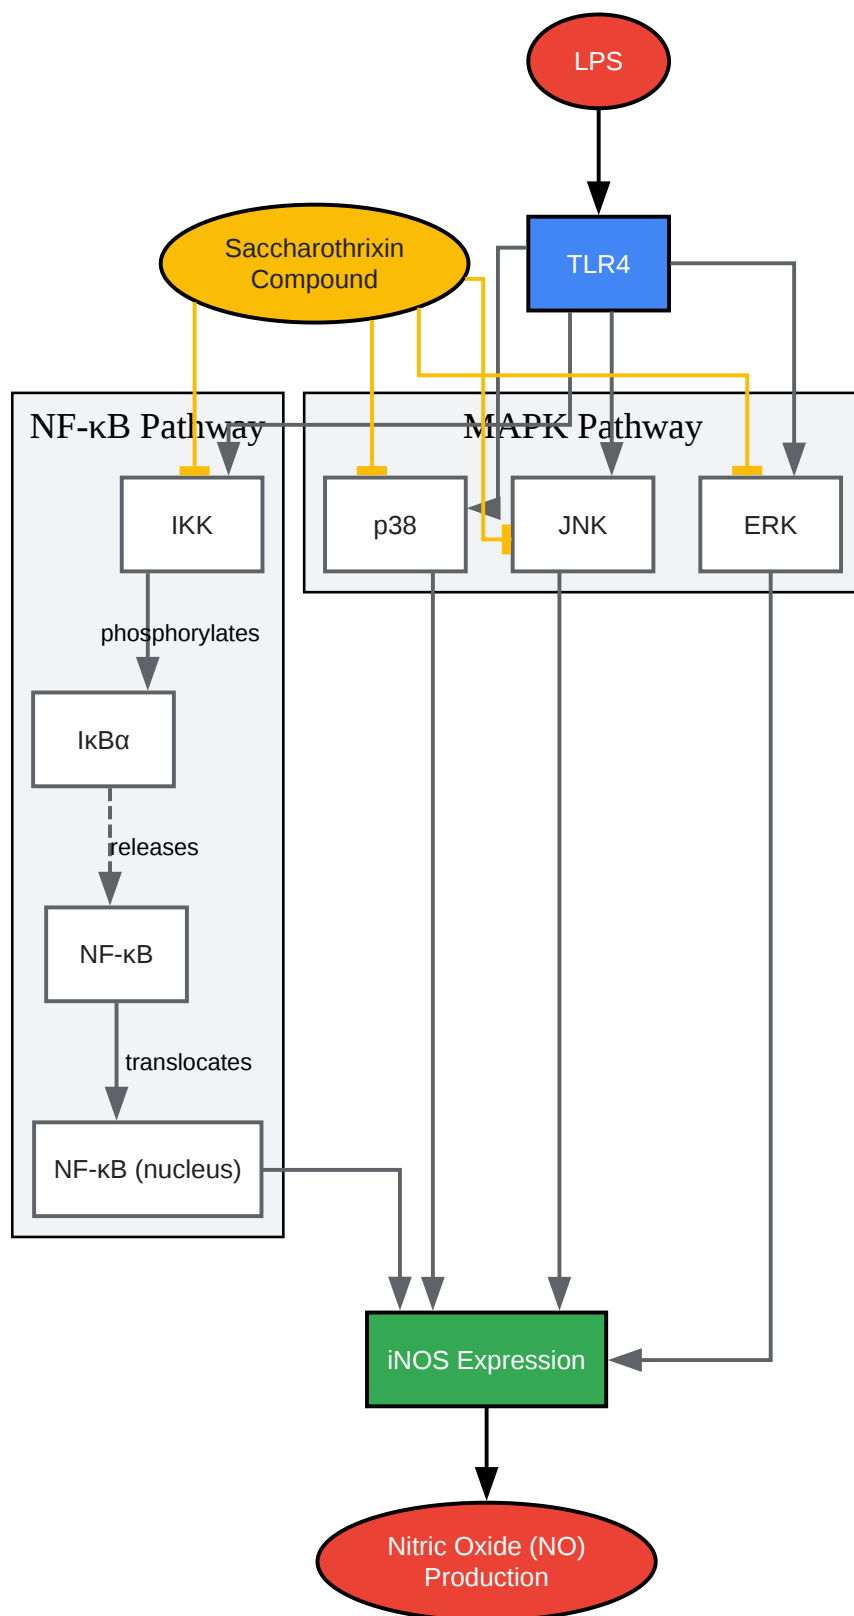 LPS
Saccharothrixin
Compound
TLR4
NF-κB Pathway
MAPK Pathway
IKK
p38
JNK
ERK
phosphorylates
IκBα
releases
NF-κB
translocates
NF-κB (nucleus)
iNOS Expression
Nitric Oxide (NO)
Production